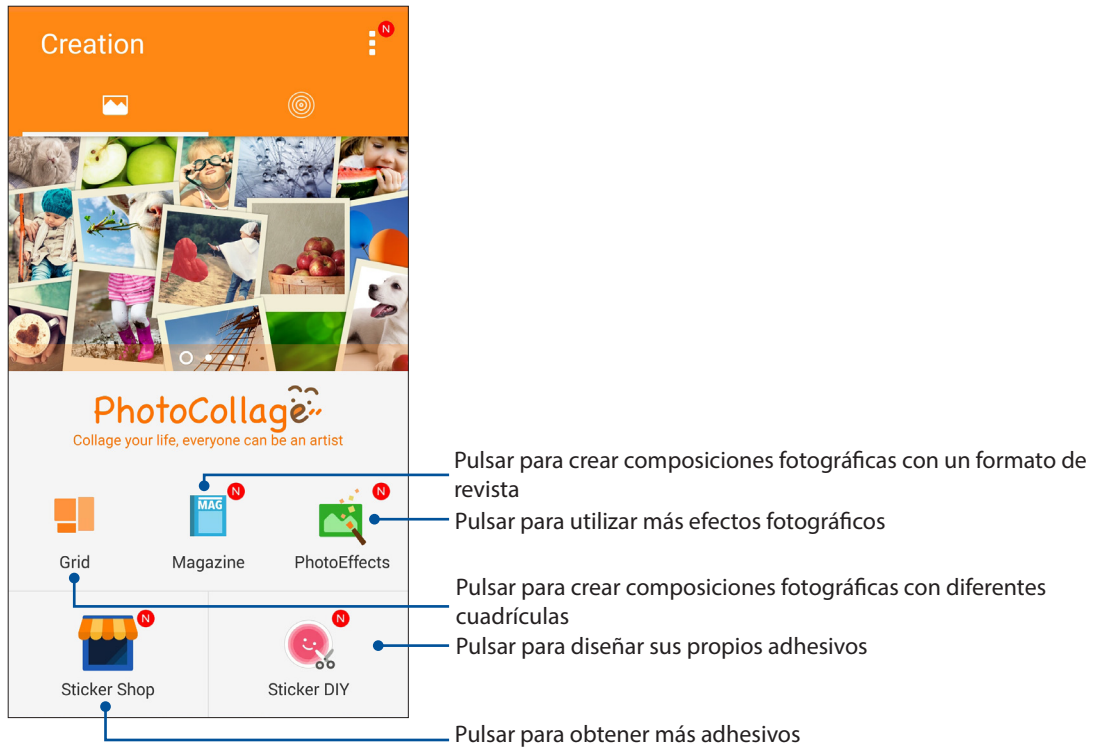 Creation
N
PhotoCollage
Collage your life, everyone can be an artist
Pulsar para crear composiciones fotográficas con un formato de
revista
Pulsar para utilizar más efectos fotográficos
MAG
N
N
Grid
Magazine
PhotoEffects
Pulsar para crear composiciones fotográficas con diferentes
cuadrículas
Pulsar para diseñar sus propios adhesivos
N
N
Sticker Shop
Sticker DIY
Pulsar para obtener más adhesivos